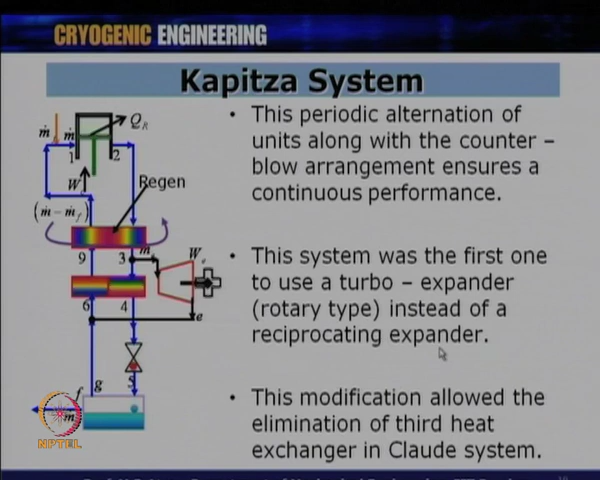 CRYOGENIC ENGINEERING
Kapitza System
• This periodic alternation of
units along with the counter –
blow arrangement ensures a
continuous performance.
• This system was the first one
to use a turbo – expander
(rotary type) instead of a
reciprocating expander.
• This modification allowed the
elimination of third heat
exchanger in Claude system.
ṁ ṁ Q_R
1 2
W
Regen
(ṁ − ṁ_f)
9 3 ṁ_e W_e
6 4
e
5
f g
ṁ_f
NPTEL